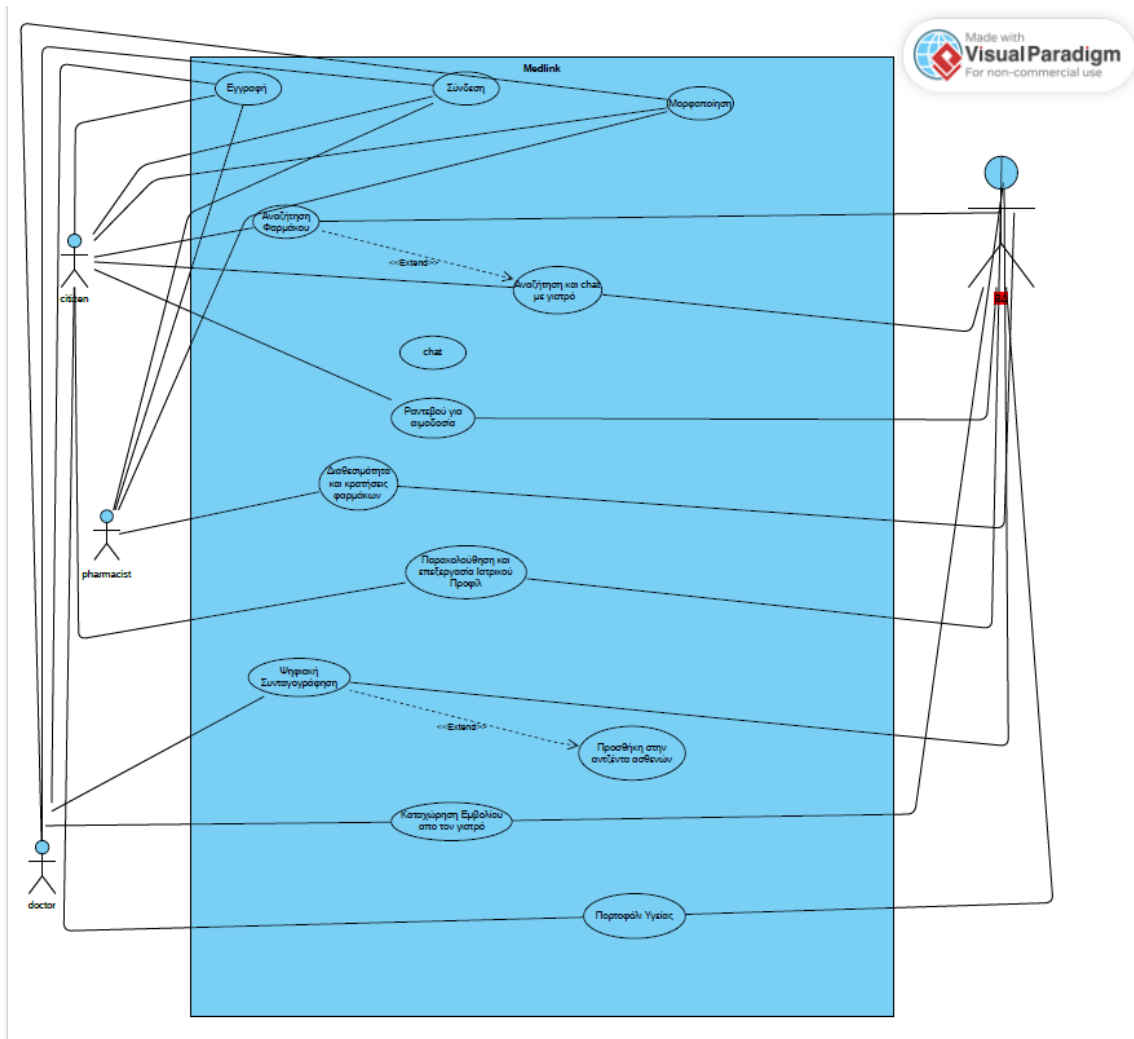 Made with
Visual Paradigm
For non-commercial use
Medlink
Εγγραφή
Σύνδεση
Μορφοποίηση
Αναζήτηση
Φαρμάκου
<<Extend>>
Αναζήτηση και chat
με γιατρό
citizen
chat
Ραντεβού για
αιμοδοσία
Διαθεσιμότητα
και κρατήσεις
φαρμάκων
pharmacist
Παρακολούθηση και
επεξεργασία Ιατρικού
Προφίλ
Ψηφιακή
Συνταγογράφηση
<<Extend>>
Προσθήκη στην
αντζέντα ασθενών
Καταχώρηση Εμβολίου
απο τον γιατρό
doctor
Πορτοφόλι Υγείας